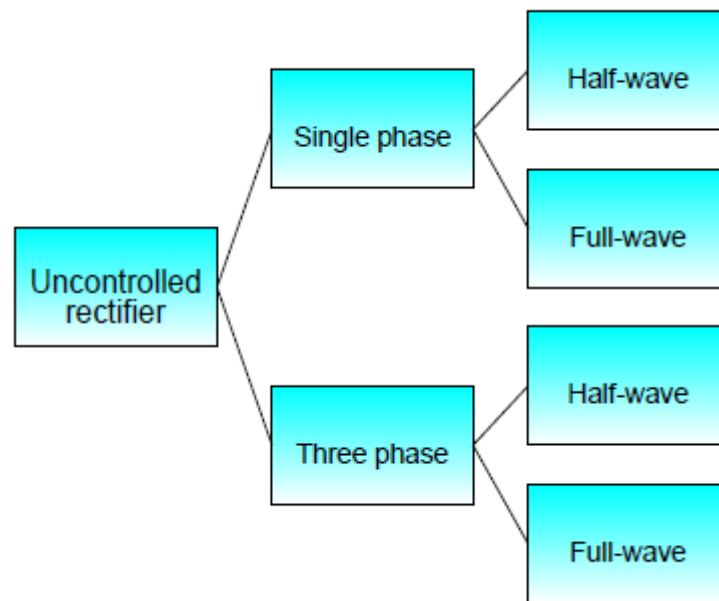 Uncontrolled
rectifier
Single phase
Half-wave
Full-wave
Three phase
Half-wave
Full-wave